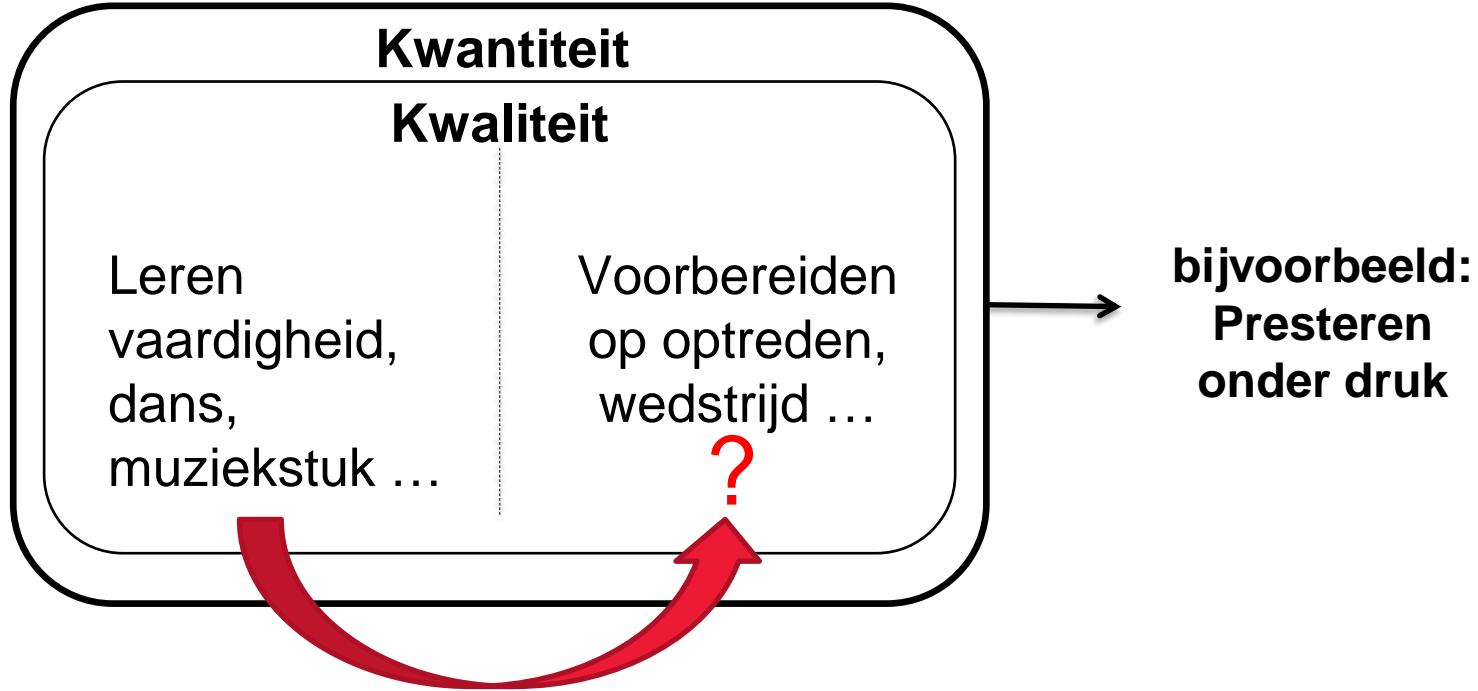 Kwantiteit
Kwaliteit
Leren
vaardigheid,
dans,
muziekstuk …
Voorbereiden
op optreden,
wedstrijd …
?
bijvoorbeeld:
Presteren
onder druk